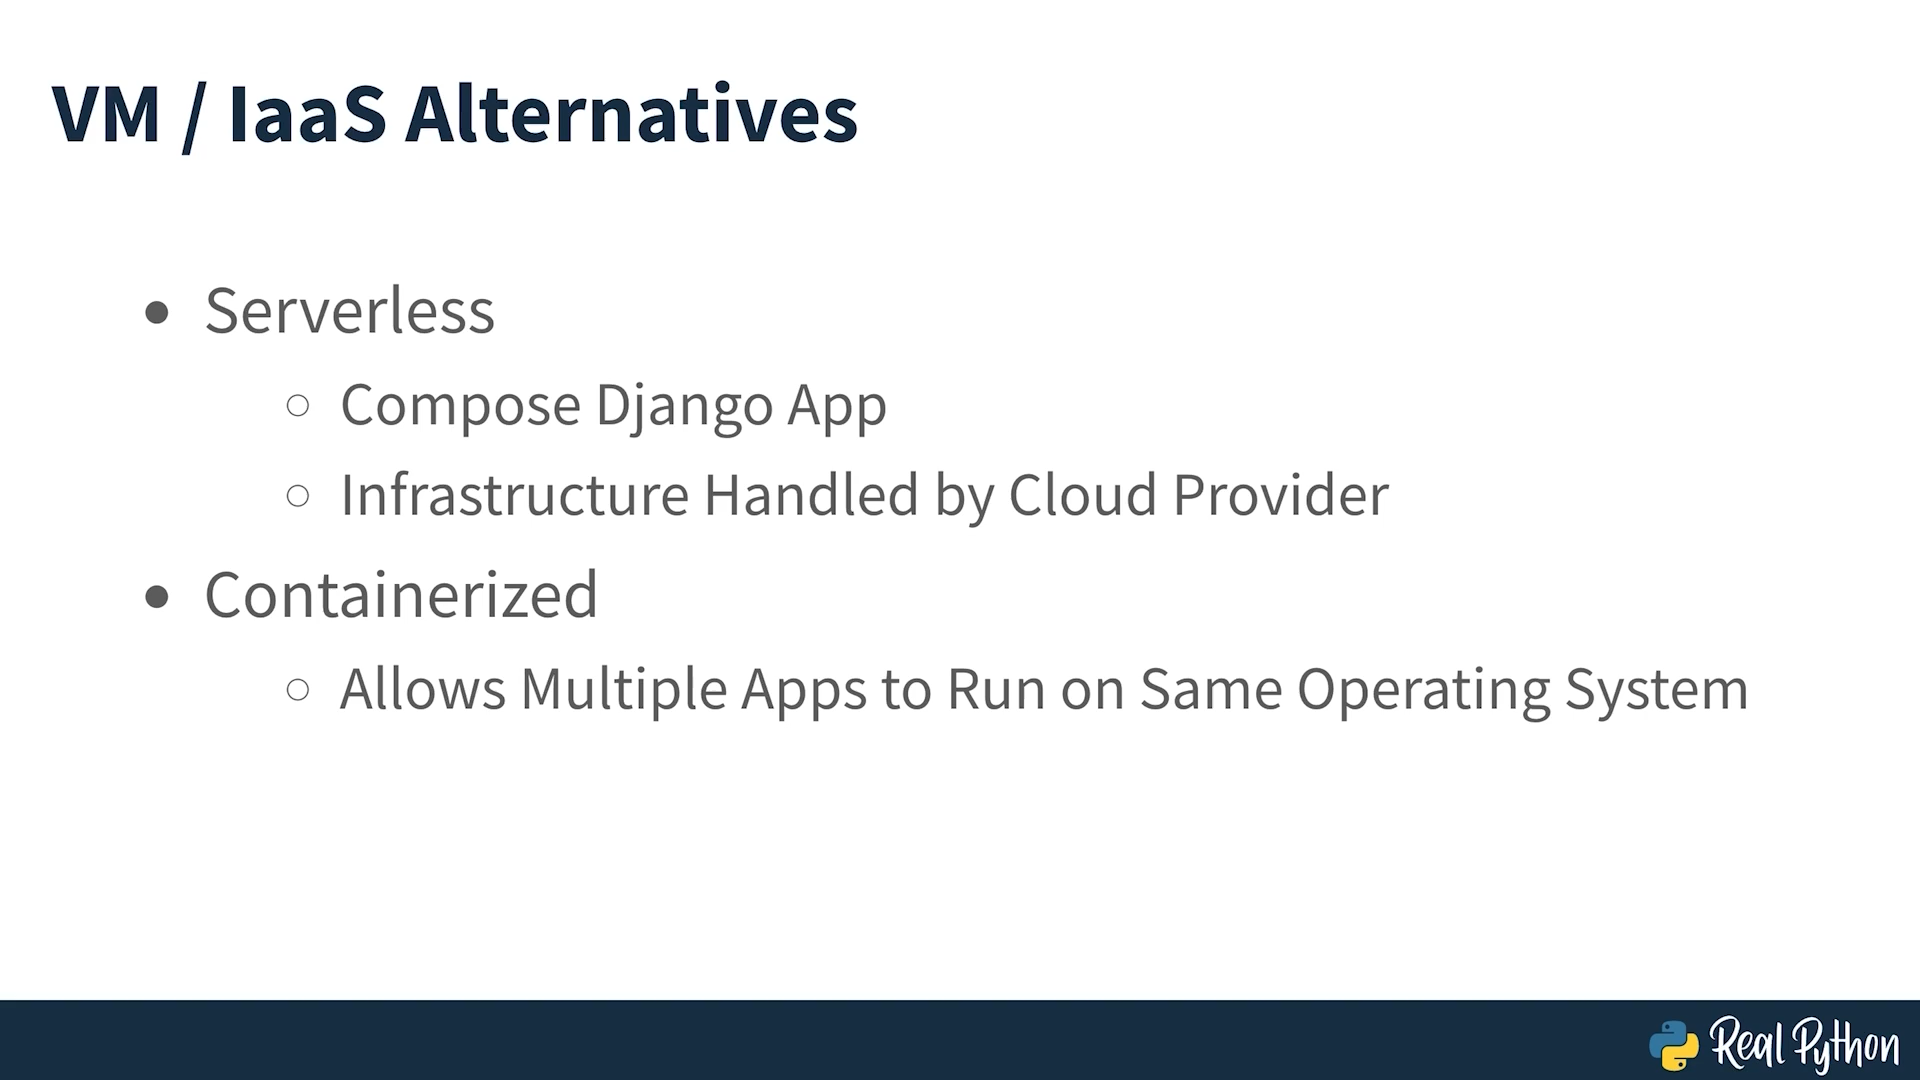 VM / IaaS Alternatives
Serverless
Compose Django App
Infrastructure Handled by Cloud Provider
Containerized
Allows Multiple Apps to Run on Same Operating System
Real Python